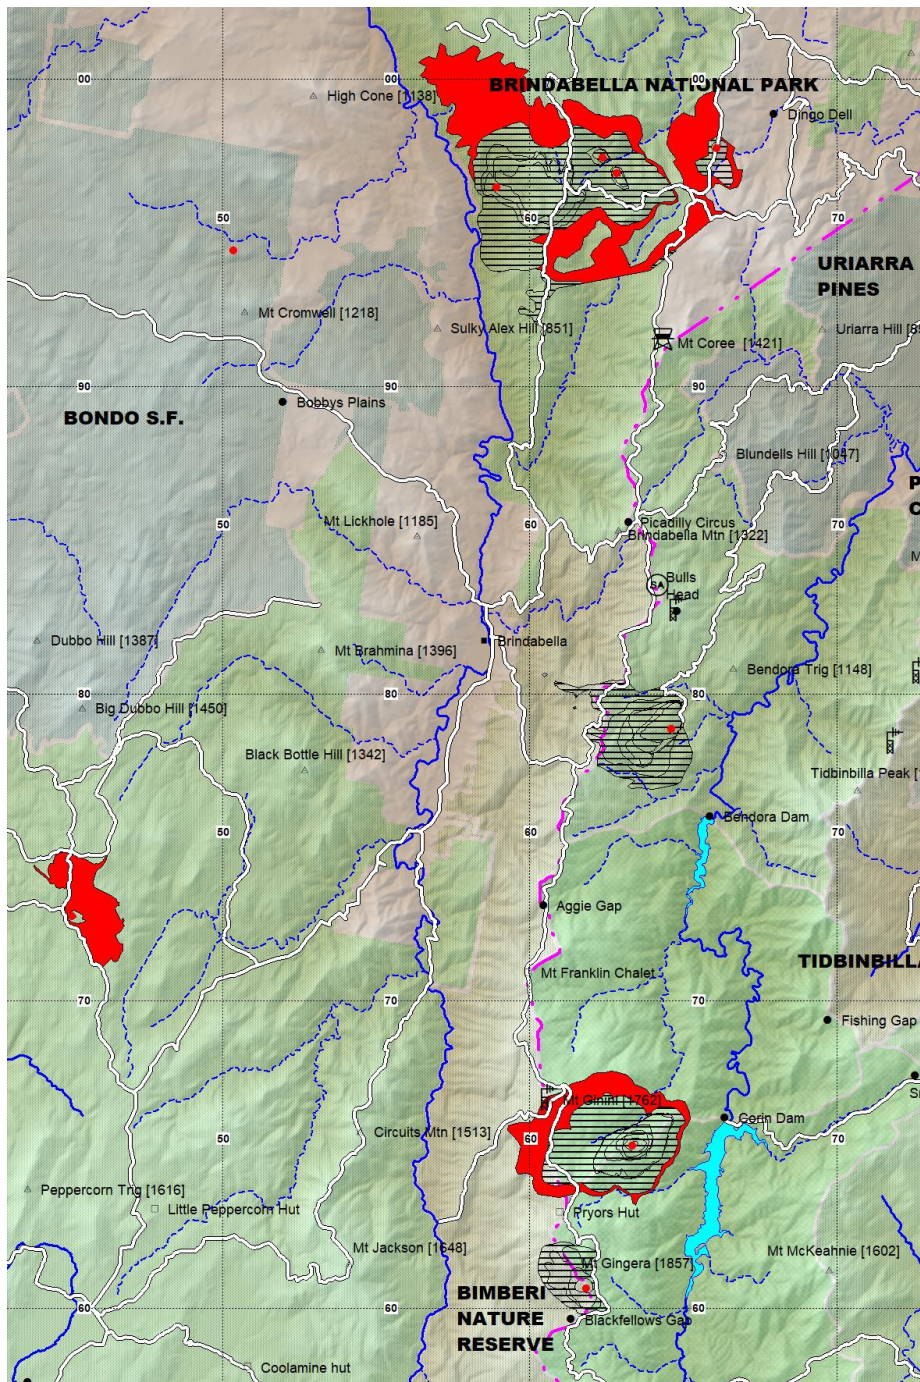 00
00
BRINDABELLA NATIONAL PARK
High Cone [1138]
Dingo Dell
50
60
70
URIARRA
PINES
Mt Cromwell [1218]
Sulky Alex Hill [851]
Uriarra Hill
Mt Coree [1421]
90
90
90
Bobbys Plains
BONDO S.F.
Blundells Hill [1047]
Mt Lickhole [1185]
50
60
Picadilly Circus
70
Brindabella Mtn [1322]
SA
Bulls
Head
Dubbo Hill [1387]
Brindabella
Mt Brahmina [1396]
Bendora Trig [1148]
80
80
80
Big Dubbo Hill [1450]
Black Bottle Hill [1342]
Tidbinbilla Peak
50
60
Bendora Dam
70
Aggie Gap
TIDBINBILLA
Mt Franklin Chalet
70
70
70
Fishing Gap
Mt Ginini [1762]
Corin Dam
Circuits Mtn [1513]
50
60
70
Peppercorn Trig [1616]
Little Peppercorn Hut
Pryors Hut
Mt Jackson [1648]
Mt Gingera [1857]
Mt McKeahnie [1602]
BIMBERI
NATURE
RESERVE
60
60
60
Blackfellows Gap
Coolamine hut